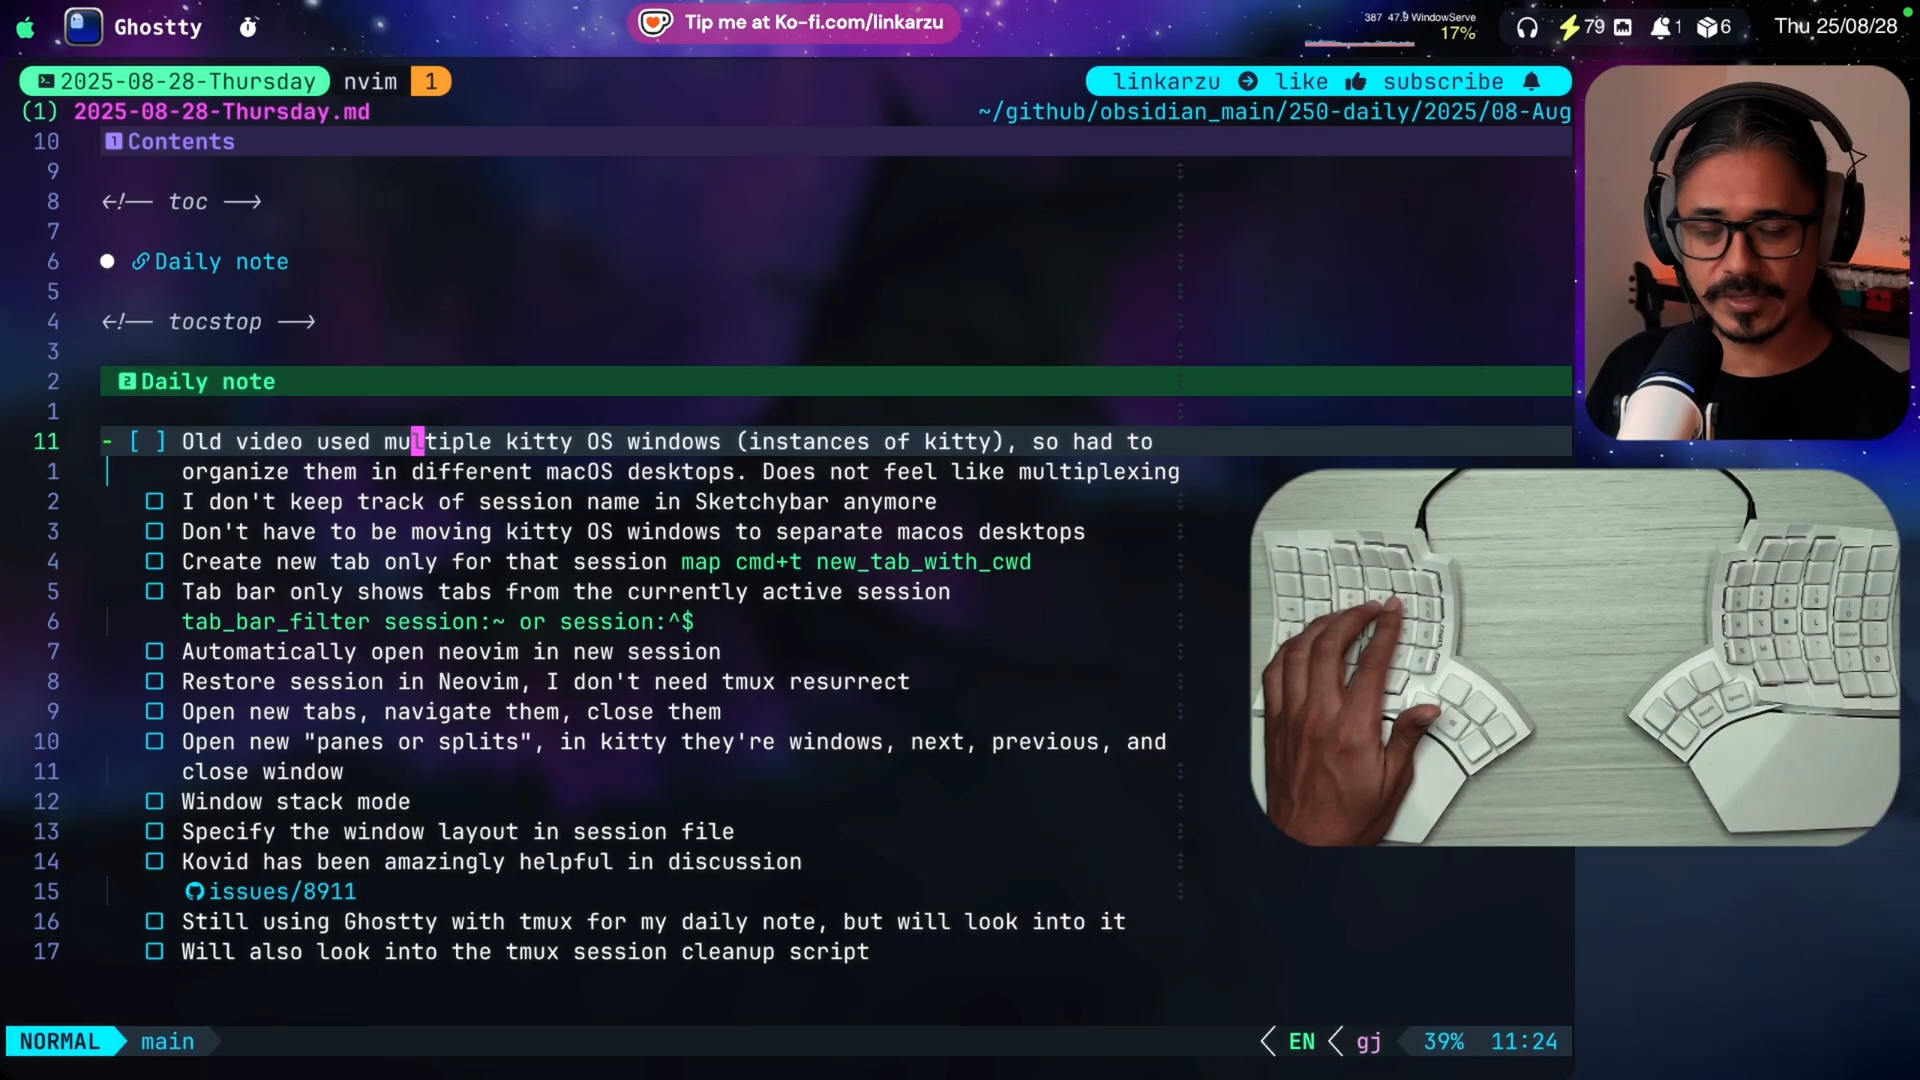 Ghostty
Tip me at Ko-fi.com/linkarzu
387 47.9 WindowServe
17%
79
1
6
Thu 25/08/28
2025-08-28-Thursday nvim 1
linkarzu like subscribe
(1) 2025-08-28-Thursday.md
~/github/obsidian_main/250-daily/2025/08-Aug
10 1 Contents
9
8 <!-- toc -->
7
6 Daily note
5
4 <!-- tocstop -->
3
2 2 Daily note
1
11 - [ ] Old video used multiple kitty OS windows (instances of kitty), so had to
1 organize them in different macOS desktops. Does not feel like multiplexing
2 I don't keep track of session name in Sketchybar anymore
3 Don't have to be moving kitty OS windows to separate macos desktops
4 Create new tab only for that session map cmd+t new_tab_with_cwd
5 Tab bar only shows tabs from the currently active session
6 tab_bar_filter session:~ or session:^$
7 Automatically open neovim in new session
8 Restore session in Neovim, I don't need tmux resurrect
9 Open new tabs, navigate them, close them
10 Open new "panes or splits", in kitty they're windows, next, previous, and
11 close window
12 Window stack mode
13 Specify the window layout in session file
14 Kovid has been amazingly helpful in discussion
15 issues/8911
16 Still using Ghostty with tmux for my daily note, but will look into it
17 Will also look into the tmux session cleanup script
NORMAL main
EN gj 39% 11:24